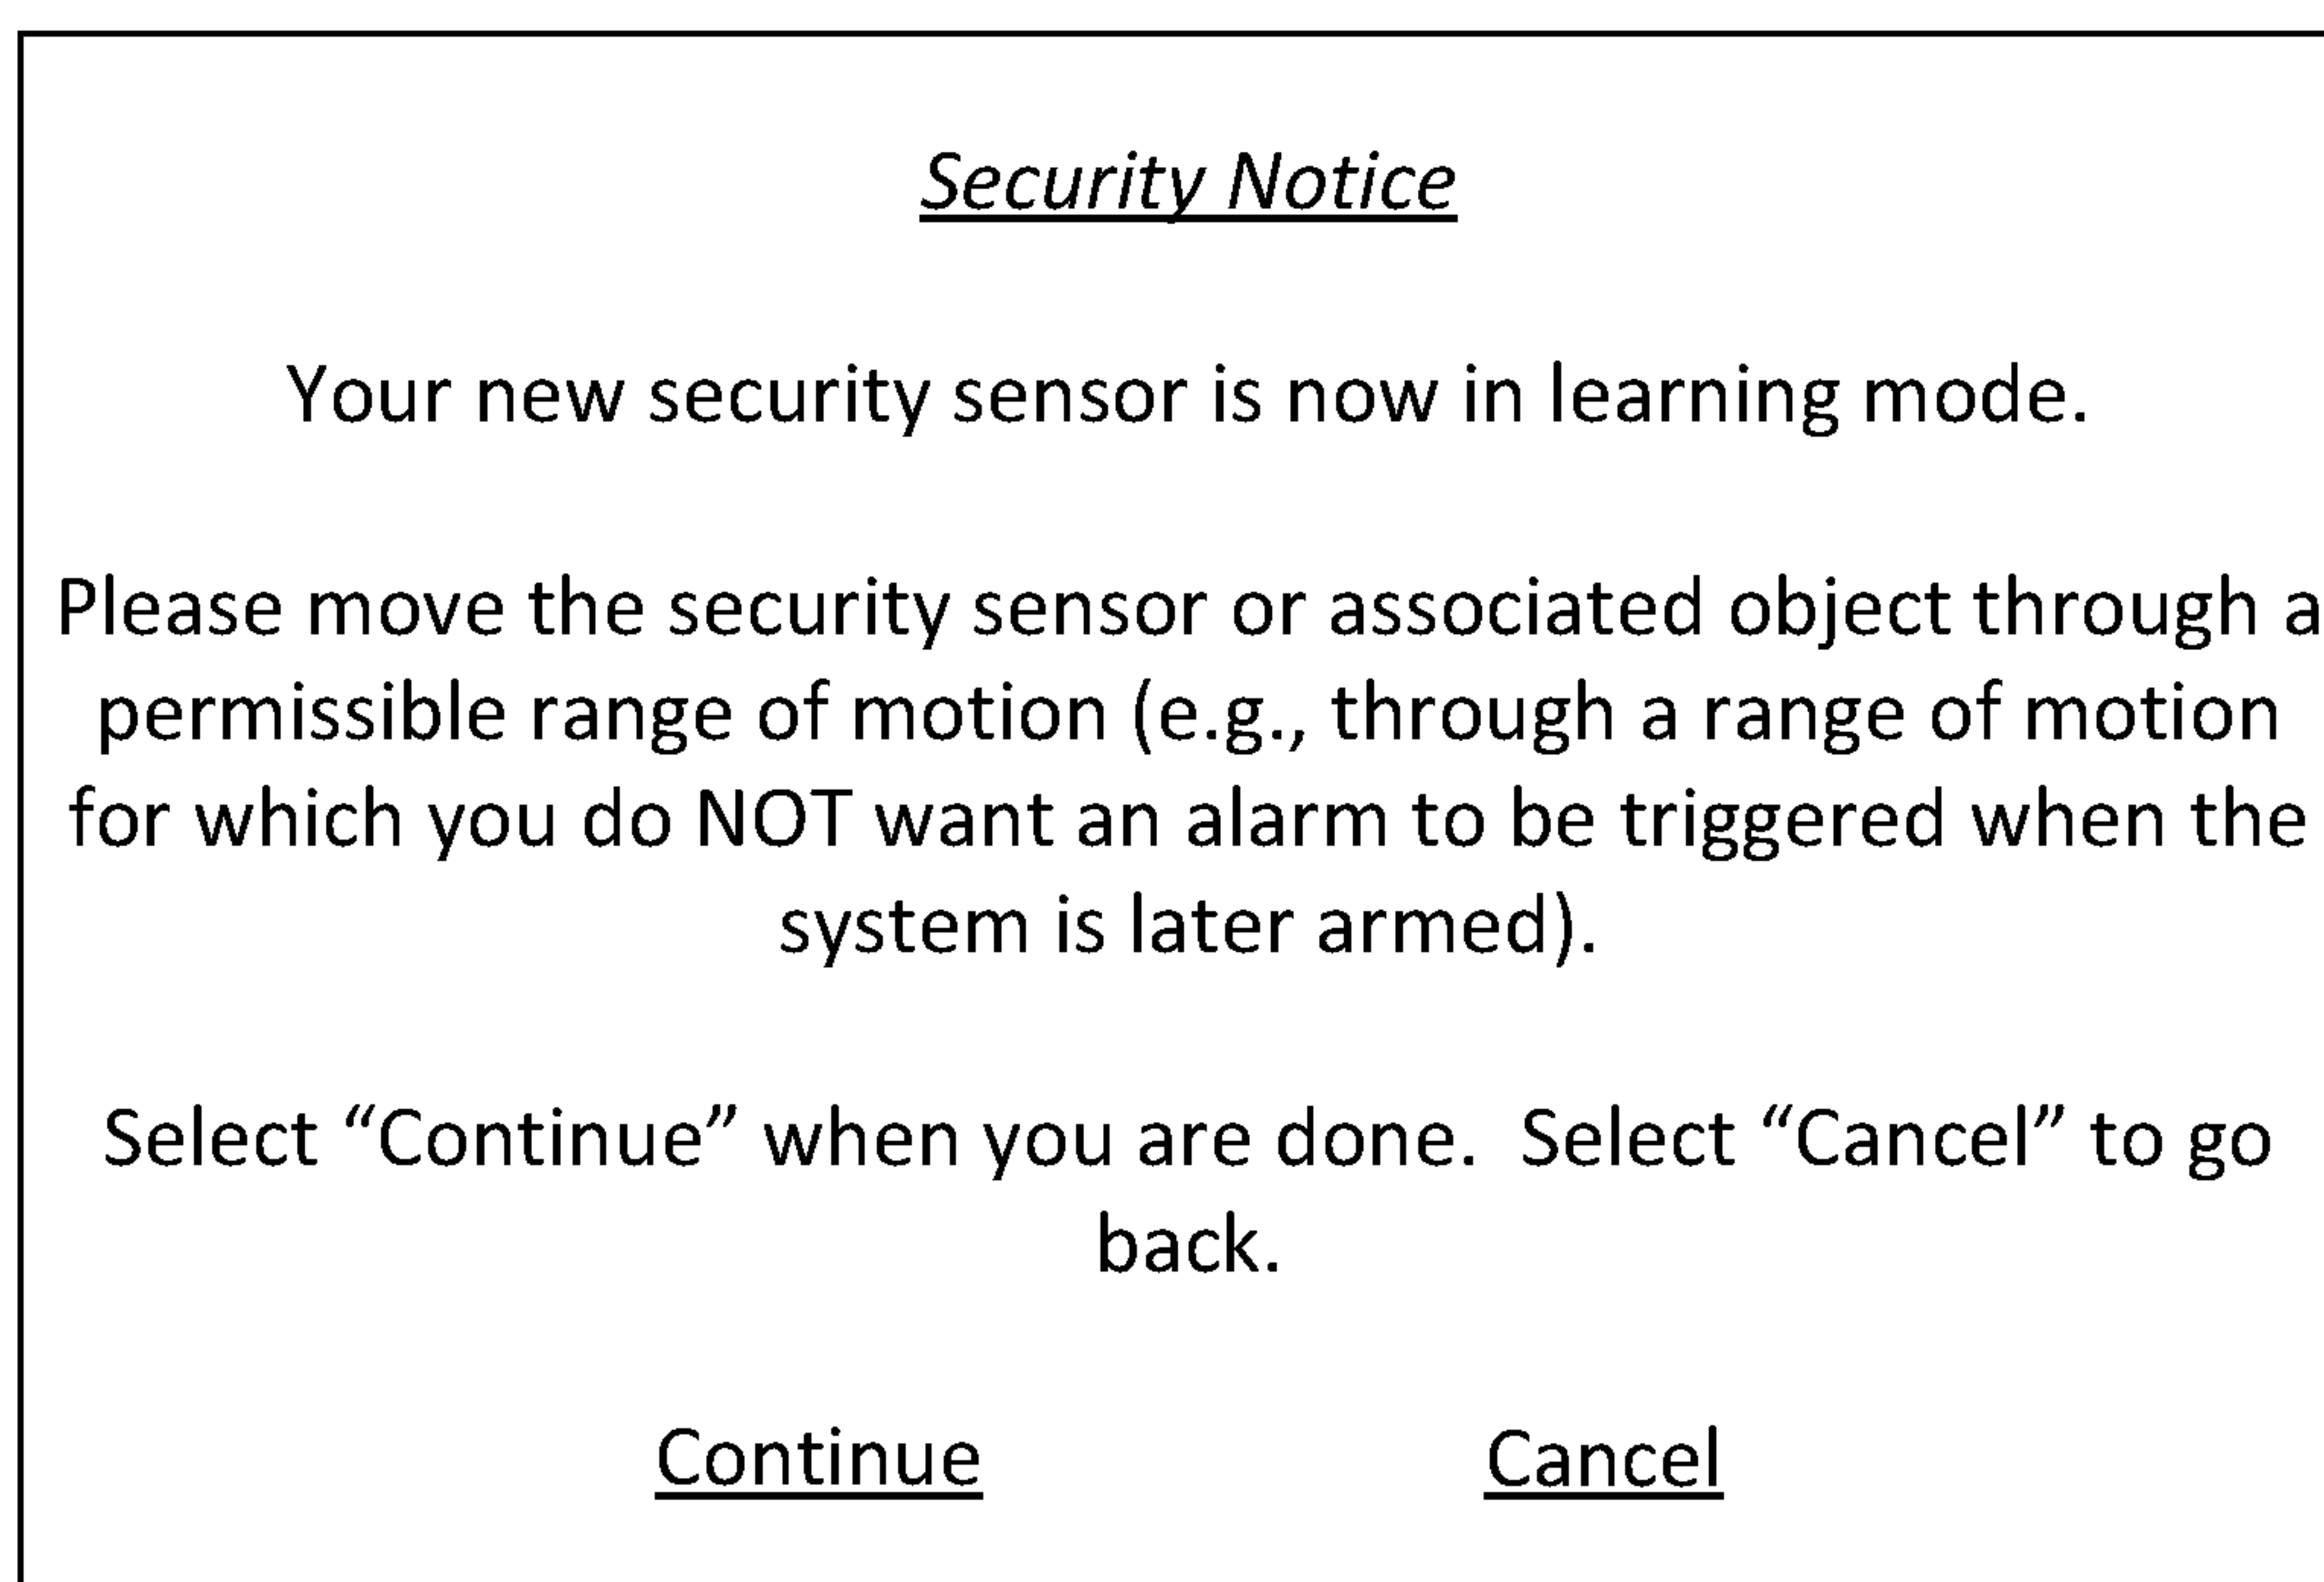 Security Notice
Your new security sensor is now in learning mode.
Please move the security sensor or associated object through a
permissible range of motion (e.g., through a range of motion
for which you do NOT want an alarm to be triggered when the
system is later armed).
Select “Continue” when you are done.  Select “Cancel” to go
back.
Continue Cancel